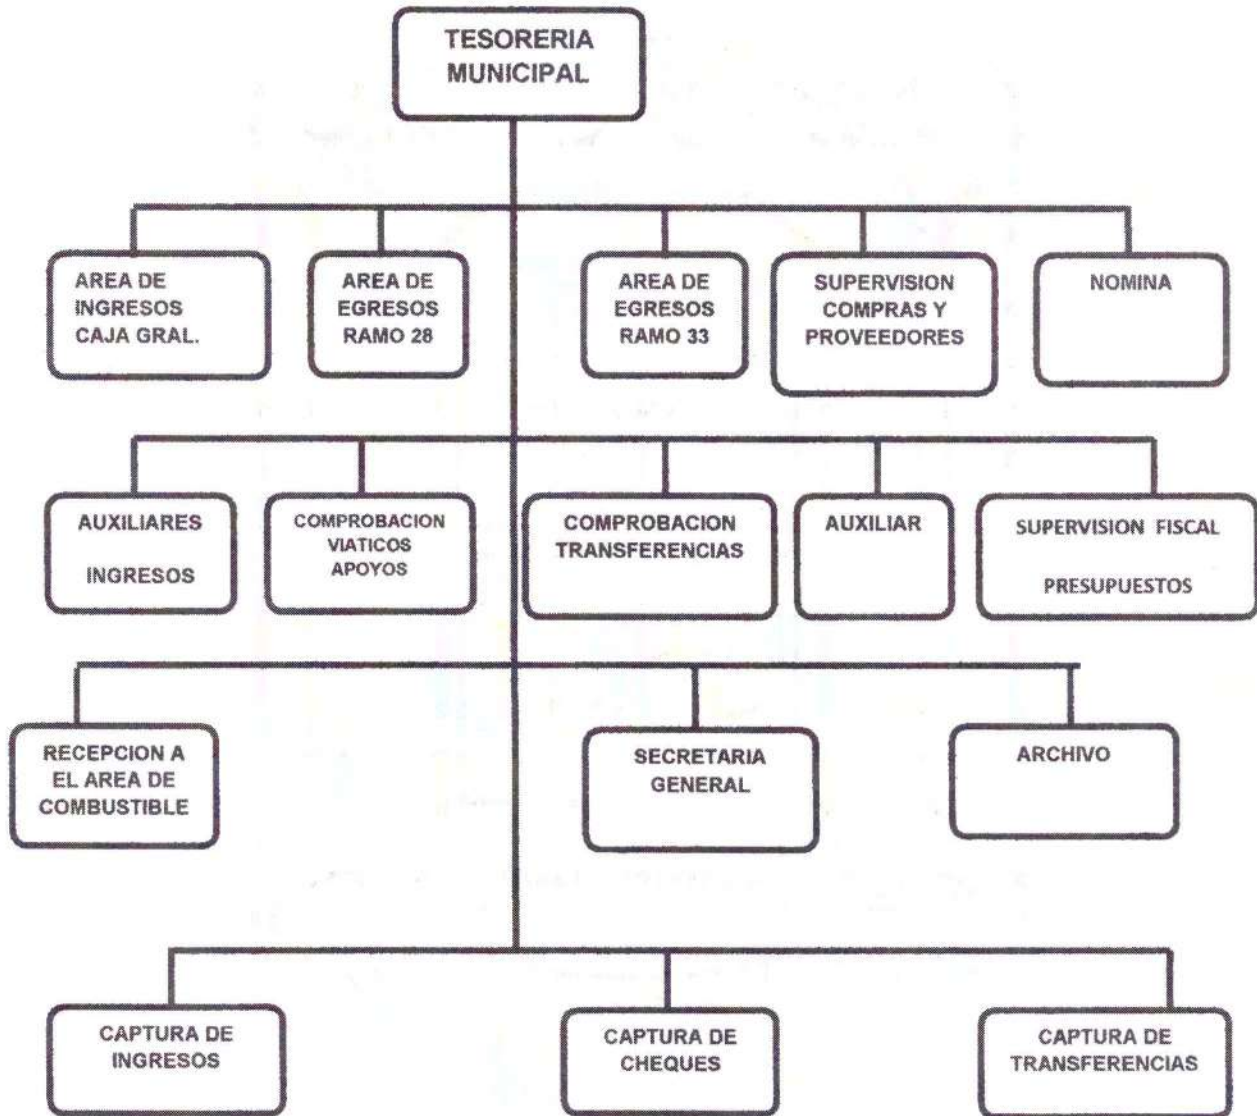 TESORERIA
MUNICIPAL
AREA DE
INGRESOS
CAJA GRAL.
AREA DE
EGRESOS
RAMO 28
AREA DE
EGRESOS
RAMO 33
SUPERVISION
COMPRAS Y
PROVEEDORES
NOMINA
AUXILIARES
INGRESOS
COMPROBACION
VIATICOS
APOYOS
COMPROBACION
TRANSFERENCIAS
AUXILIAR
SUPERVISION FISCAL
PRESUPUESTOS
RECEPCION A
EL AREA DE
COMBUSTIBLE
SECRETARIA
GENERAL
ARCHIVO
CAPTURA DE
INGRESOS
CAPTURA DE
CHEQUES
CAPTURA DE
TRANSFERENCIAS